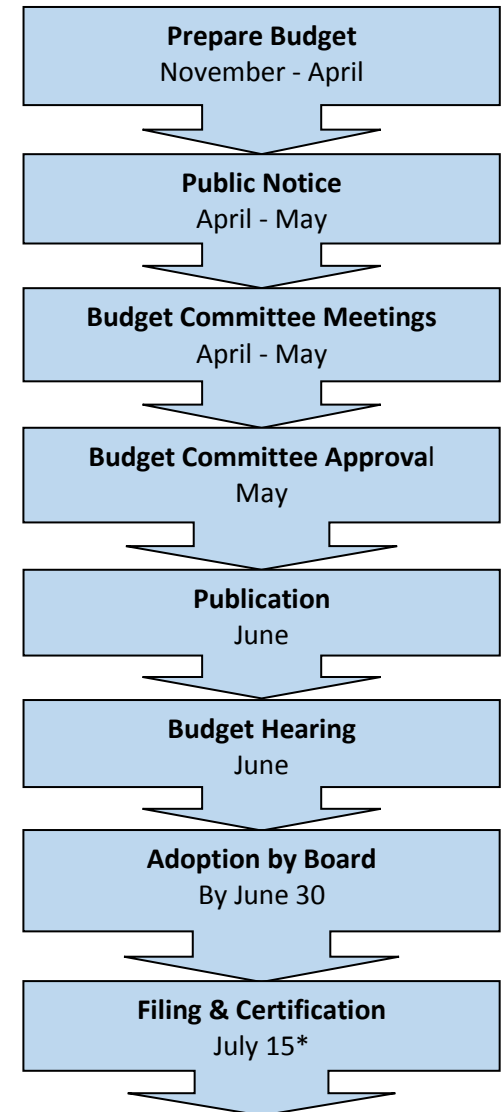 Prepare Budget
November - April
Public Notice
April - May
Budget Committee Meetings
April - May
Budget Committee Approval
May
Publication
June
Budget Hearing
June
Adoption by Board
By June 30
Filing & Certification
July 15*